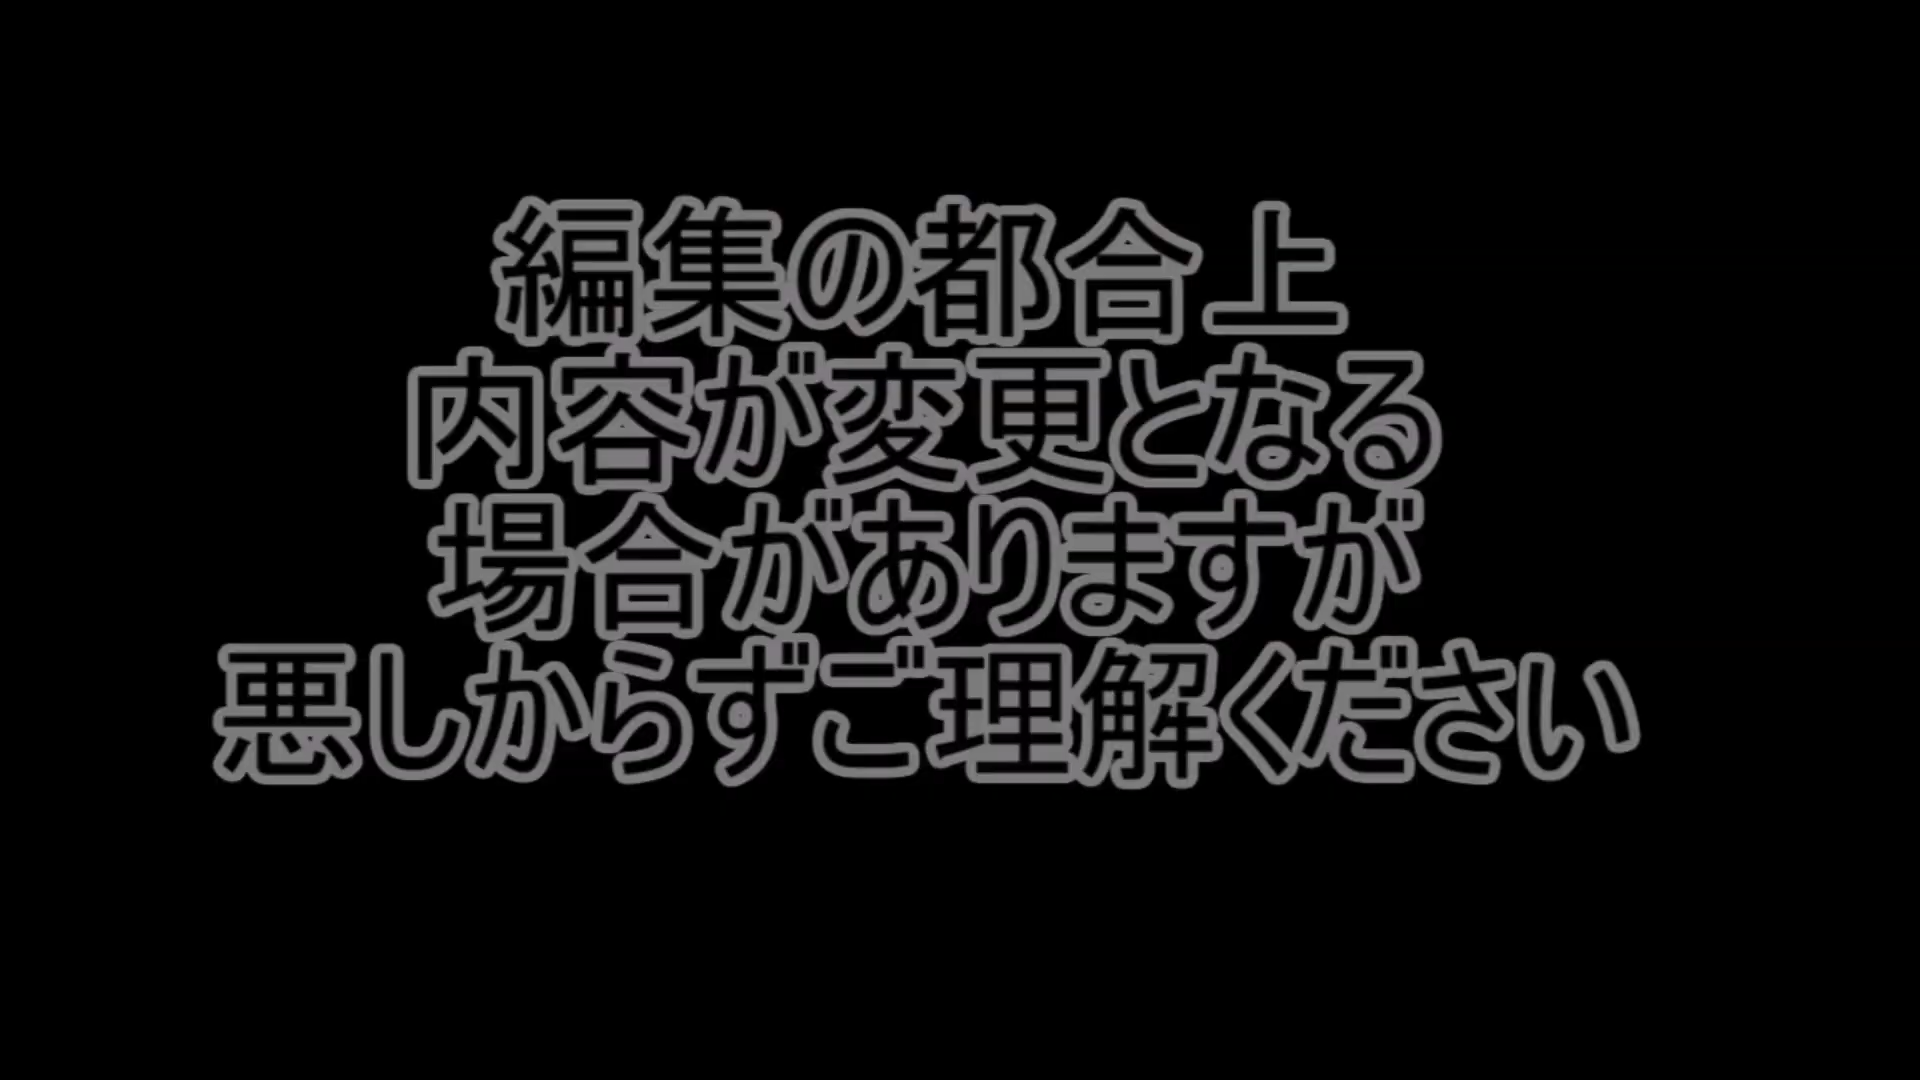 編集の都合上
内容が変更となる
場合がありますが
悪しからずご理解ください